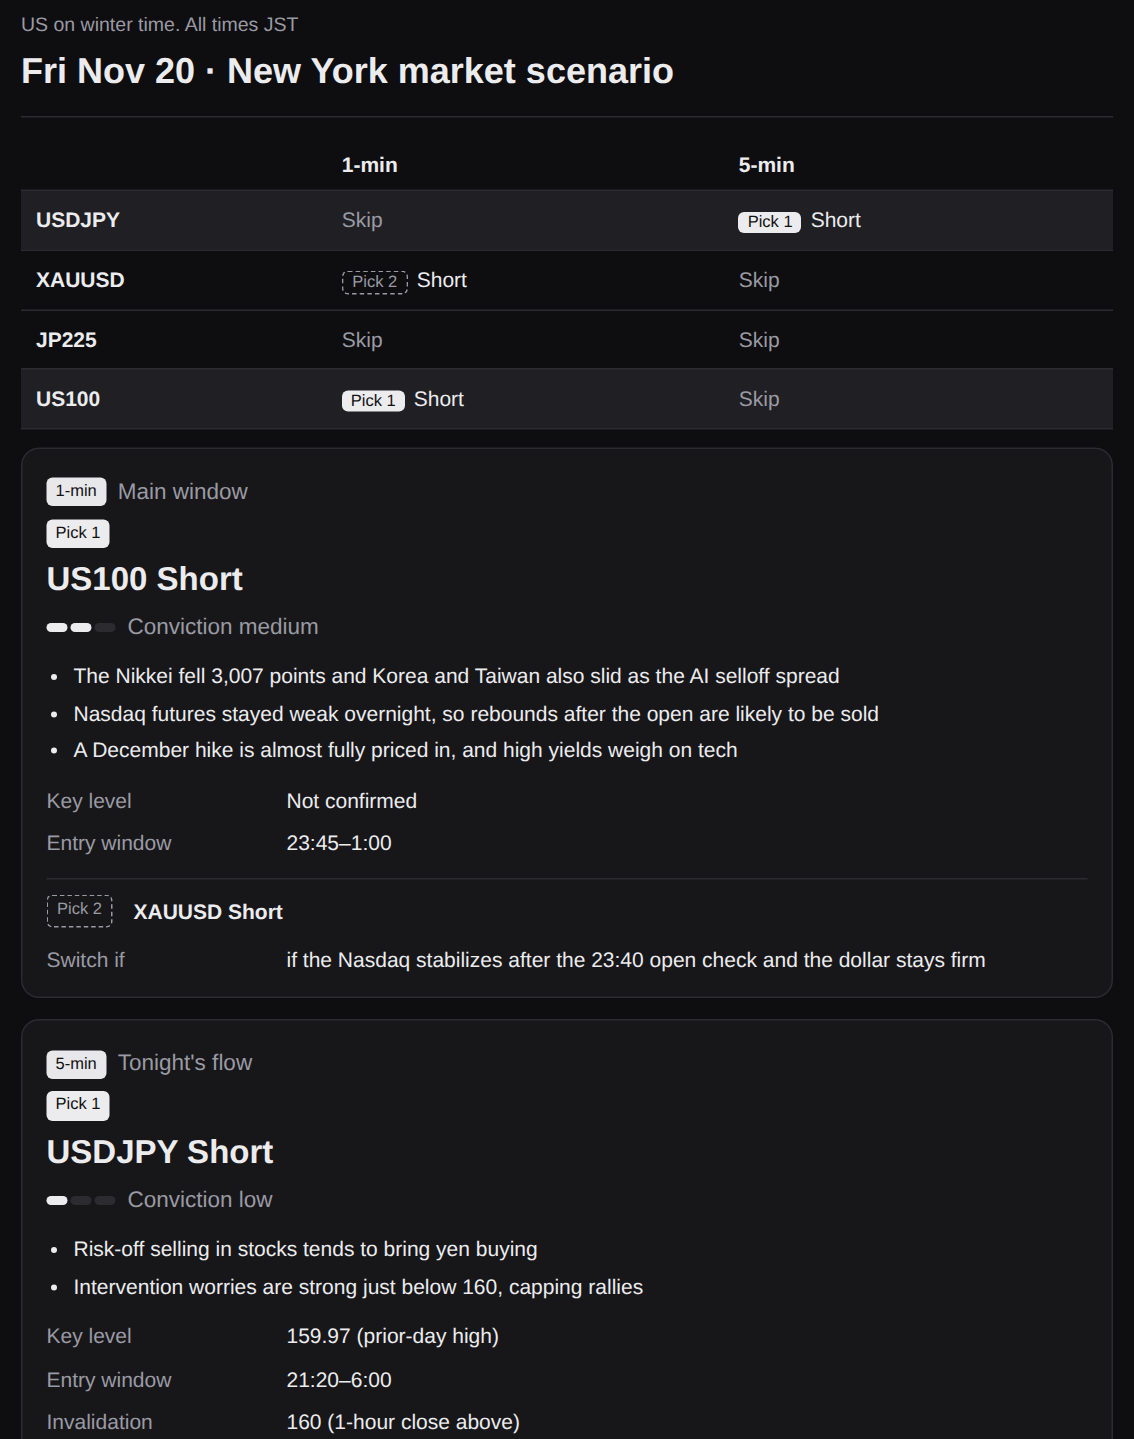 US on winter time. All times JST
Fri Nov 20 · New York market scenario
1-min 5-min
USDJPY Skip Pick 1 Short
XAUUSD Pick 2 Short Skip
JP225 Skip Skip
US100 Pick 1 Short Skip
1-min Main window
Pick 1
US100 Short
Conviction medium
• The Nikkei fell 3,007 points and Korea and Taiwan also slid as the AI selloff spread
• Nasdaq futures stayed weak overnight, so rebounds after the open are likely to be sold
• A December hike is almost fully priced in, and high yields weigh on tech
Key level Not confirmed
Entry window 23:45–1:00
Pick 2 XAUUSD Short
Switch if if the Nasdaq stabilizes after the 23:40 open check and the dollar stays firm
5-min Tonight's flow
Pick 1
USDJPY Short
Conviction low
• Risk-off selling in stocks tends to bring yen buying
• Intervention worries are strong just below 160, capping rallies
Key level 159.97 (prior-day high)
Entry window 21:20–6:00
Invalidation 160 (1-hour close above)